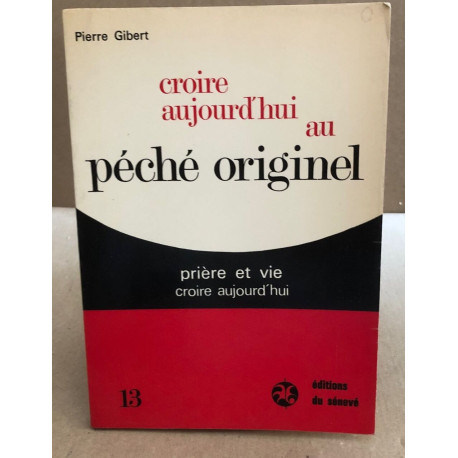 Pierre Gibert
croire
aujourd'hui
au
péché originel
prière et vie
croire aujourd'hui
13
éditions
du sénevé